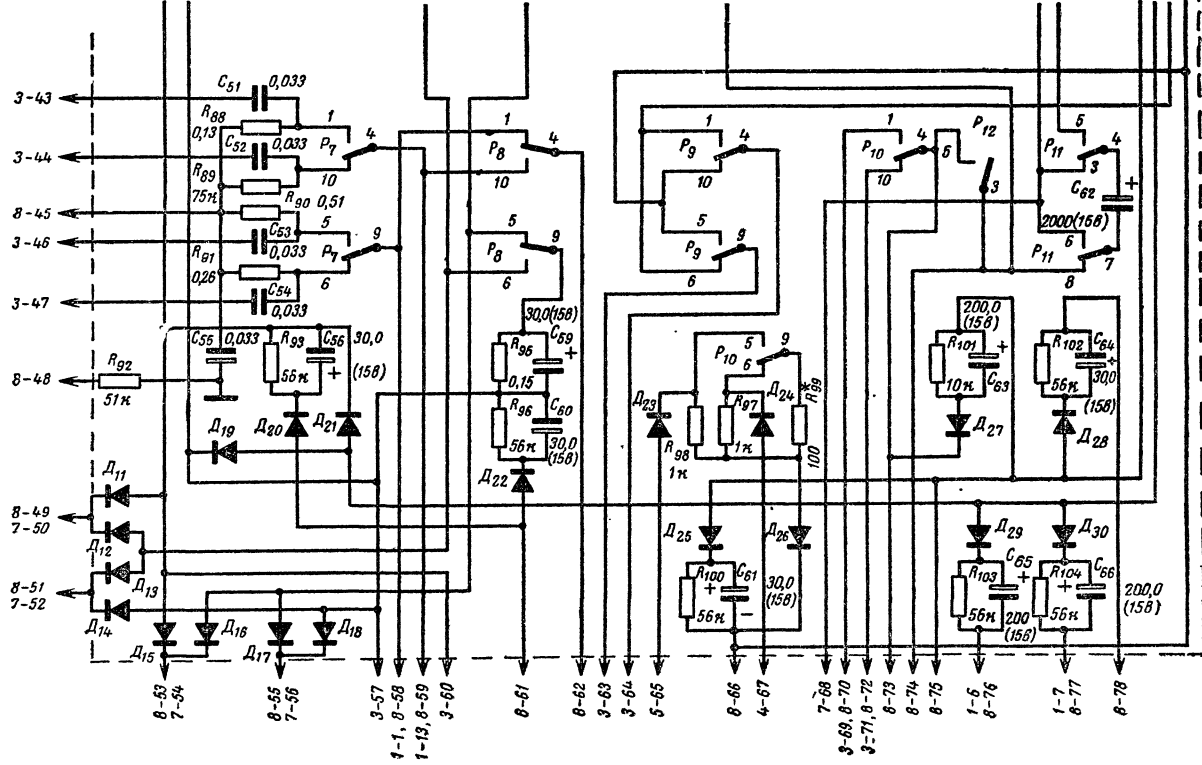 3-43
C51 0,033
R88
0,13
0,033
3-44
C52
R89
75к
1
P7
4
10
R90 0,51
8-45
3-46
C53
0,033
R91
0,26
5
P7
9
6
3-47
C54
0,033
C56 0,033
R93
56к
C56
30,0
(15в)
R92
51к
8-48
Д19
Д20
Д21
Д11
8-49
7-50
Д12
Д13
8-51
7-52
Д14
Д15
Д16
Д17
Д18
1
P8
4
10
5
P8
9
6
30,0(15в)
R95
0,15
C59
R96
56к
C60
30,0
(15в)
Д22
1
P9
4
10
5
P9
9
6
P10
5
6
9
Д23
R98
1к
R97
1к
Д24
R99*
100
Д25
Д26
R100
56к
C61
30,0
(15в)
1
P10
4
10
P12
5
3
5
P11
4
3
C62
2000(15в)
6
P11
7
8
200,0
(15в)
R101
10к
C63
Д27
R102
56к
C64
30,0
(15в)
Д28
Д29
Д30
R103
56к
C65
200
(15в)
R104
56к
C66
200,0
(15в)
8-53
7-54
8-55
7-56
3-57
1-1, 8-58
1-13, 8-59
3-60
8-61
8-62
3-63
3-64
5-65
8-66
4-67
7-68
3-69, 8-70
3-71, 8-72
8-73
8-74
8-75
1-6
8-76
1-7
8-77
8-78